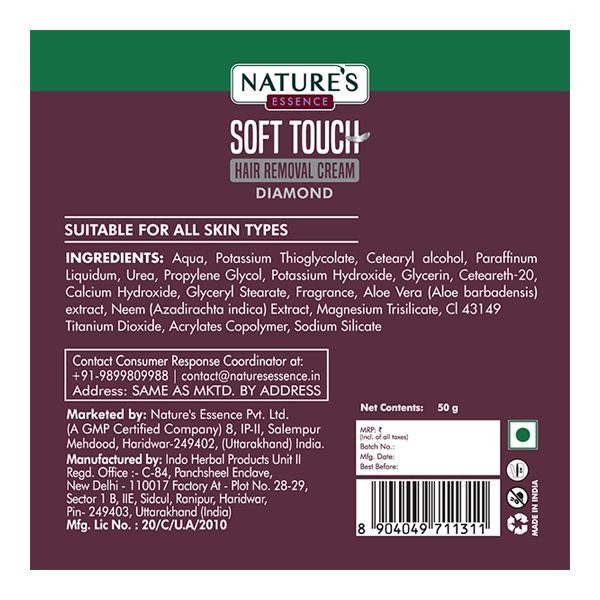 NATURE'S
ESSENCE
SOFT TOUCH
HAIR REMOVAL CREAM
DIAMOND
SUITABLE FOR ALL SKIN TYPES
INGREDIENTS: Aqua, Potassium Thioglycolate, Cetearyl alcohol, Paraffinum
Liquidum, Urea, Propylene Glycol, Potassium Hydroxide, Glycerin, Ceteareth-20,
Calcium Hydroxide, Glyceryl Stearate, Fragrance, Aloe Vera (Aloe barbadensis)
extract, Neem (Azadirachta indica) Extract, Magnesium Trisilicate, Cl 43149
Titanium Dioxide, Acrylates Copolymer, Sodium Silicate
Contact Consumer Response Coordinator at:
+91-9899809988 | contact@naturesessence.in
Address: SAME AS MKTD. BY ADDRESS
Marketed by: Nature's Essence Pvt. Ltd.
(A GMP Certified Company) 8, IP-II, Salempur
Mehdood, Haridwar-249402, (Uttarakhand) India.
Manufactured by: Indo Herbal Products Unit II
Regd. Office :- C-84, Panchsheel Enclave,
New Delhi - 110017 Factory At - Plot No. 28-29,
Sector 1 B, IIE, Sidcul, Ranipur, Haridwar,
Pin- 249403, Uttarakhand (India)
Mfg. Lic No. : 20/C/U.A/2010
Net Contents: 50 g
MRP: ₹
(Incl. of all taxes)
Batch No.:
Mfg. Date:
Best Before:
8 904049 711311
MADE IN INDIA